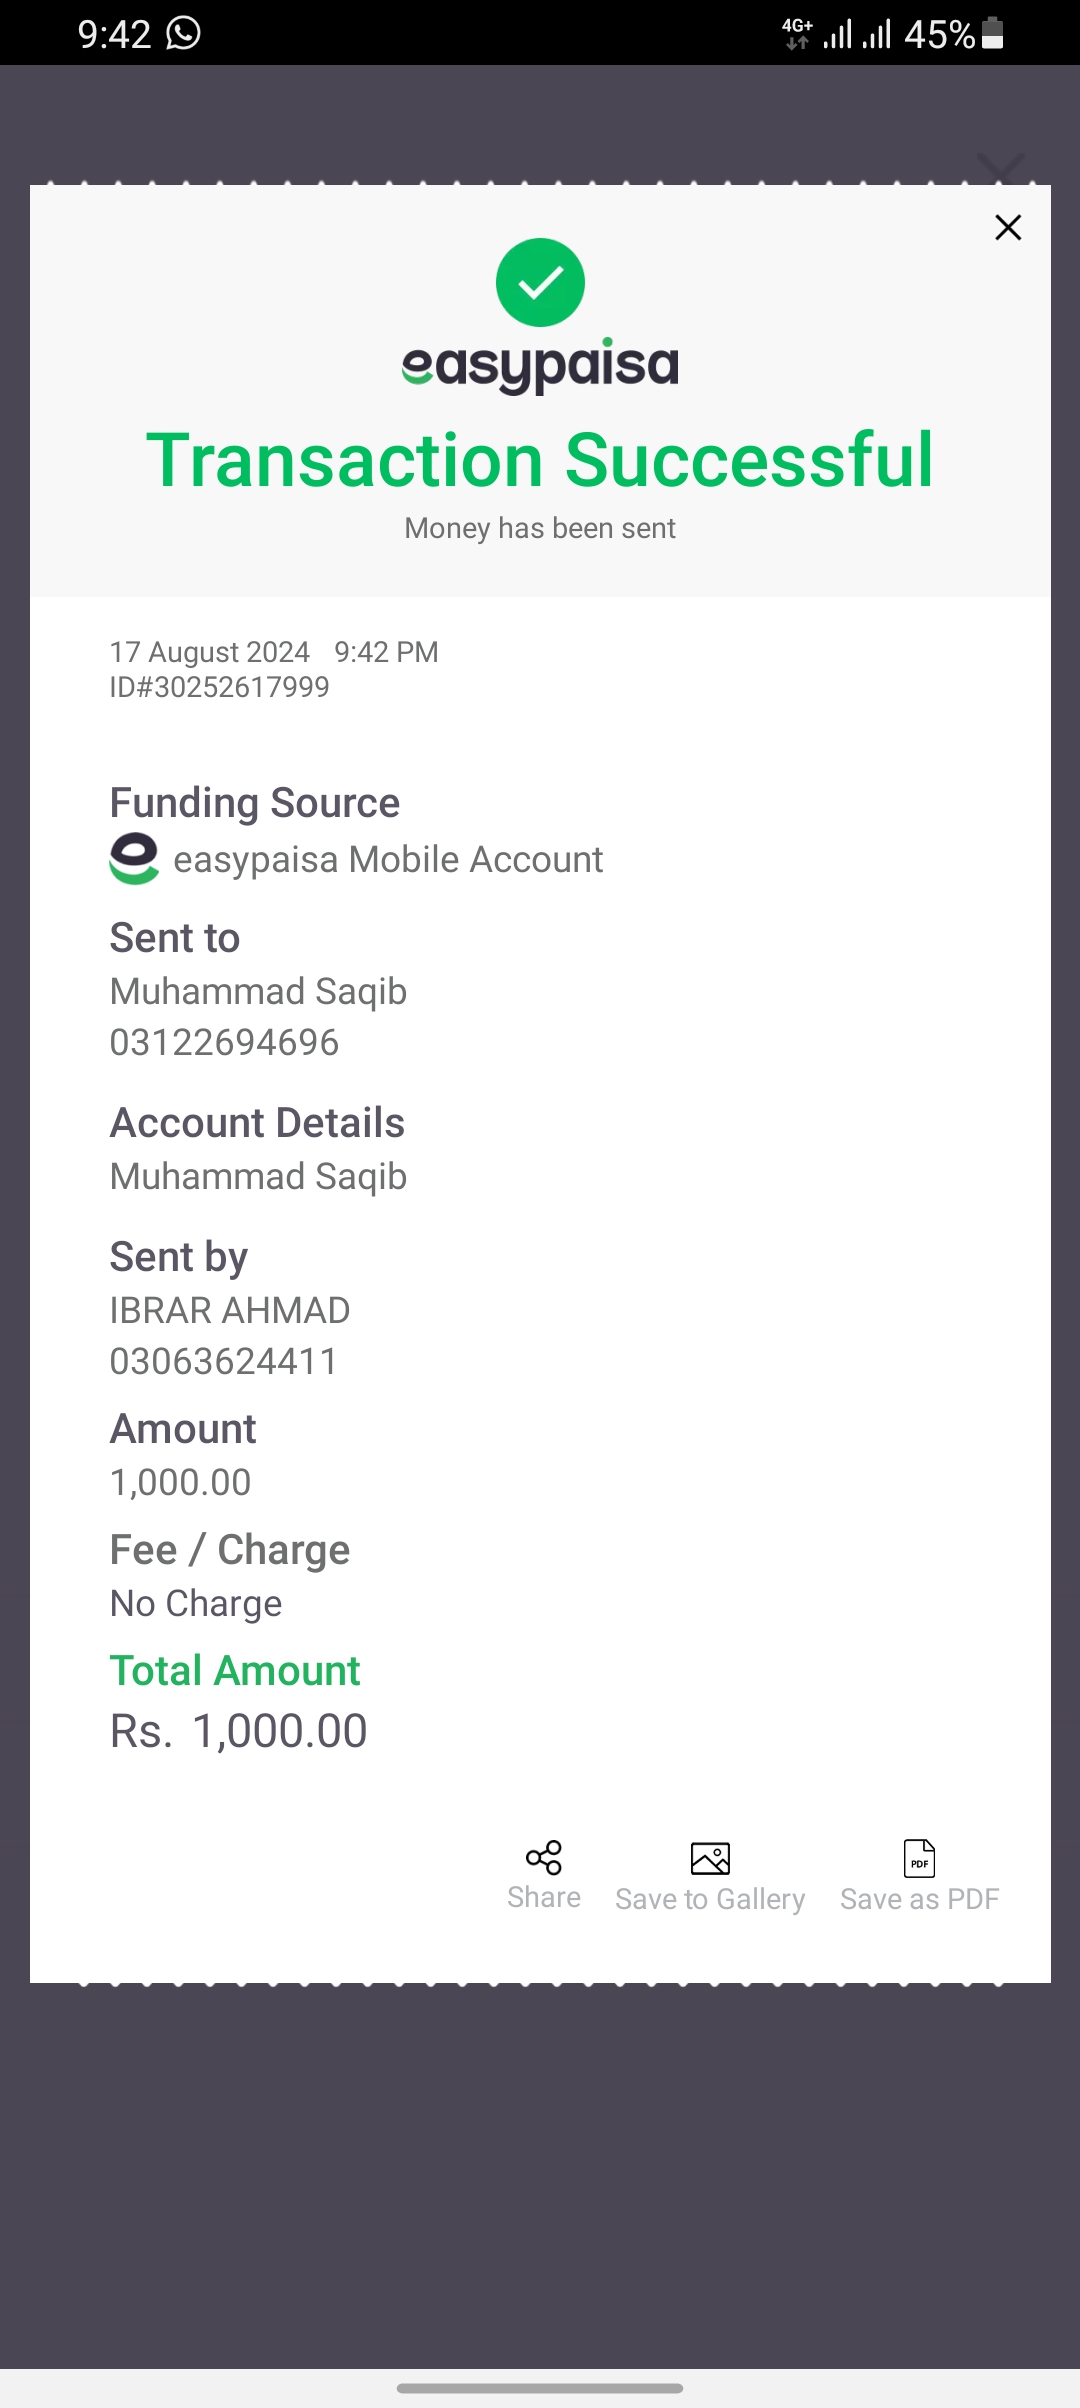 9:42
4G+ 45%
easypaisa
Transaction Successful
Money has been sent
17 August 2024 9:42 PM
ID#30252617999
Funding Source
easypaisa Mobile Account
Sent to
Muhammad Saqib
03122694696
Account Details
Muhammad Saqib
Sent by
IBRAR AHMAD
03063624411
Amount
1,000.00
Fee / Charge
No Charge
Total Amount
Rs. 1,000.00
PDF
Share Save to Gallery Save as PDF